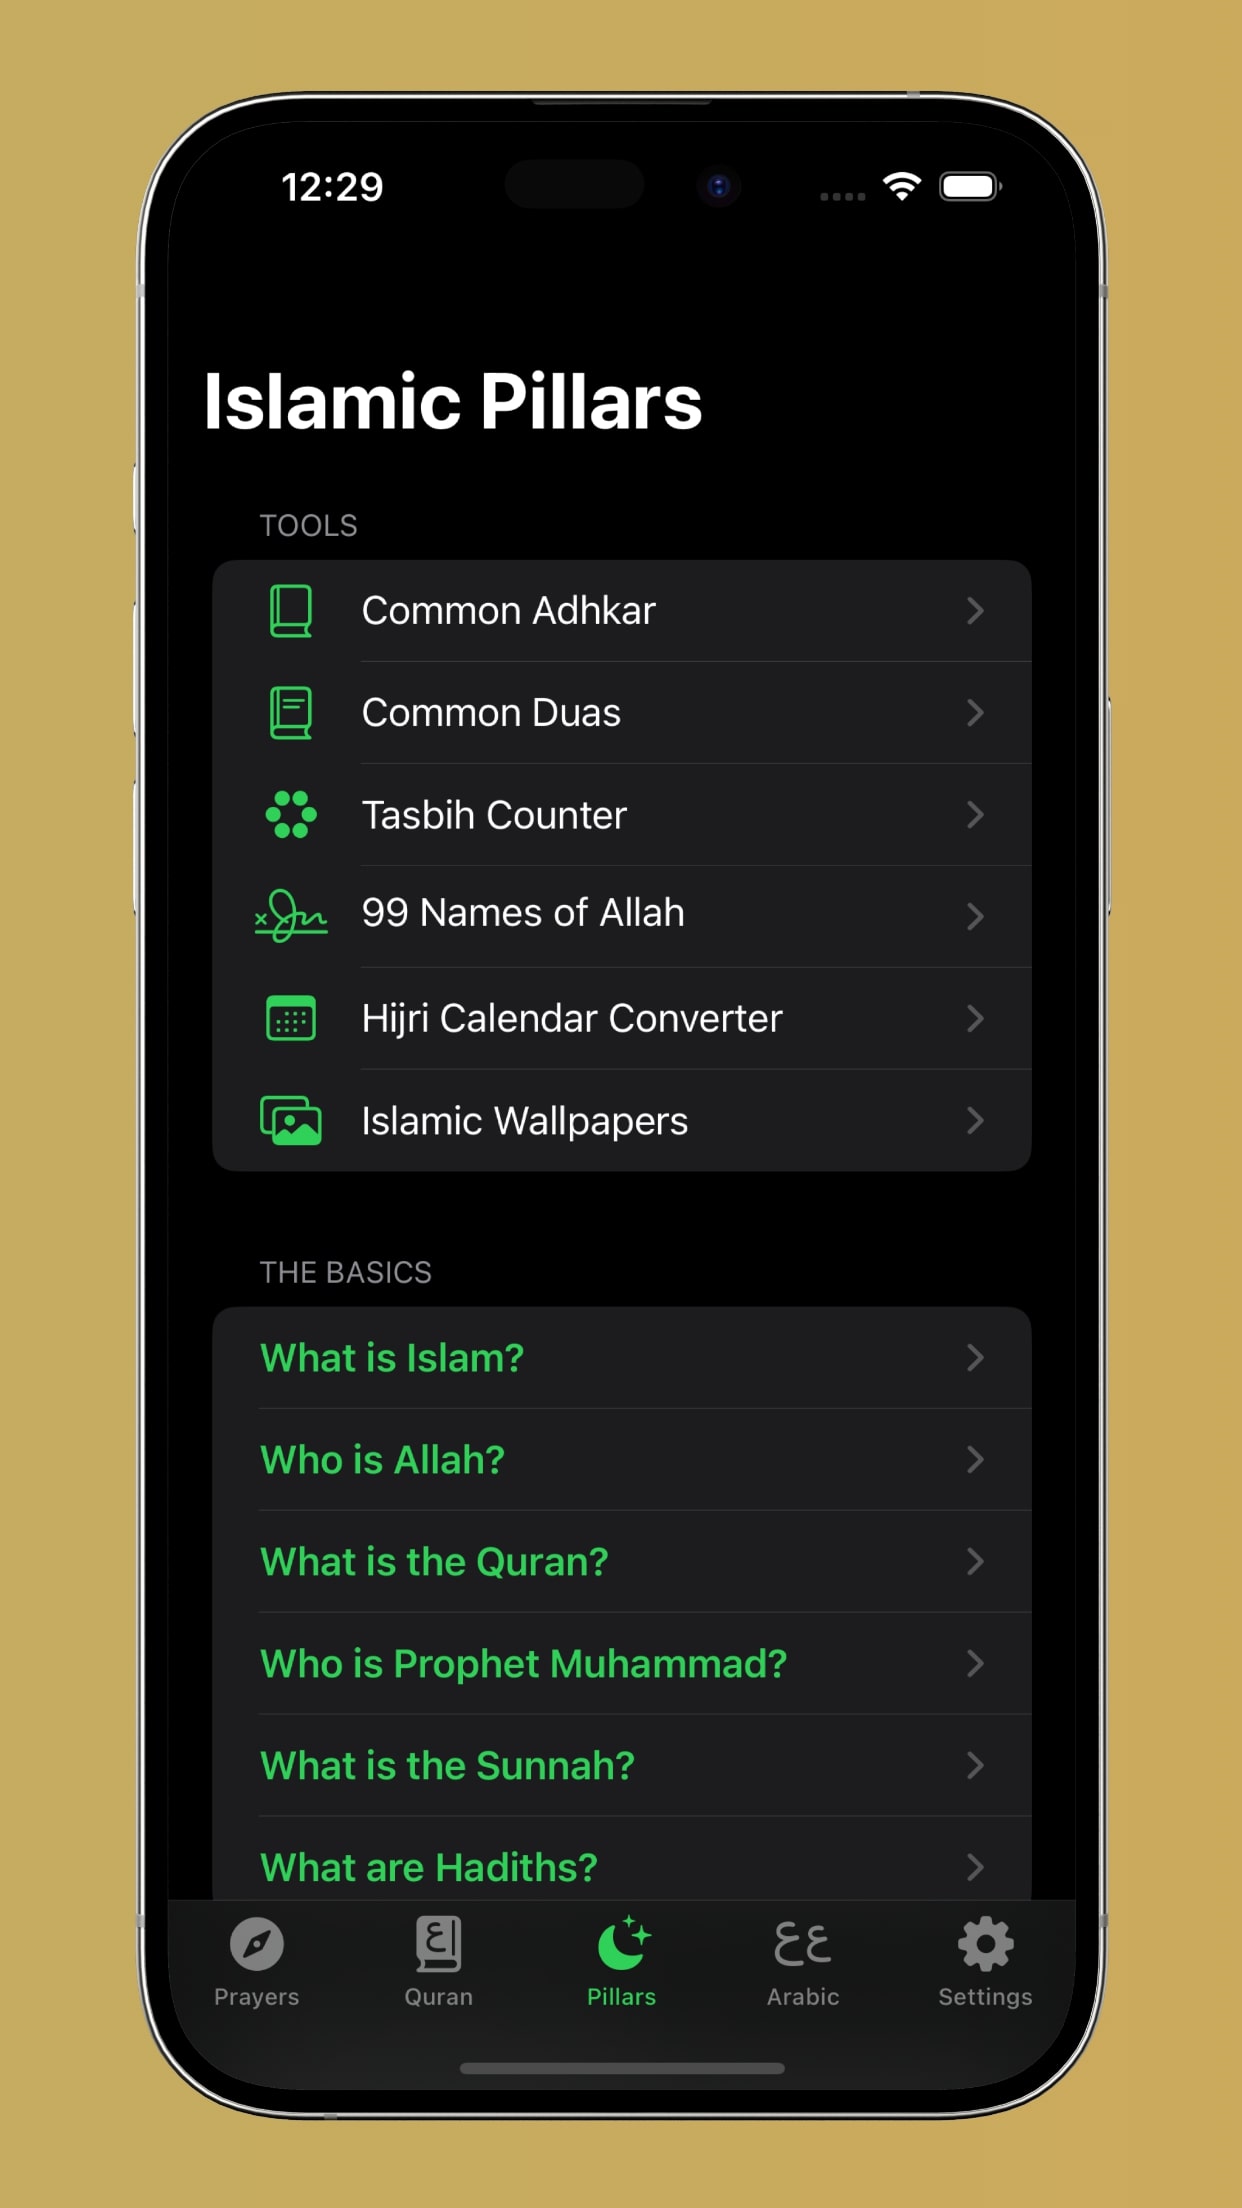 12:29
Islamic Pillars
TOOLS
Common Adhkar
Common Duas
Tasbih Counter
99 Names of Allah
Hijri Calendar Converter
Islamic Wallpapers
THE BASICS
What is Islam?
Who is Allah?
What is the Quran?
Who is Prophet Muhammad?
What is the Sunnah?
What are Hadiths?
Prayers
Quran
Pillars
Arabic
Settings